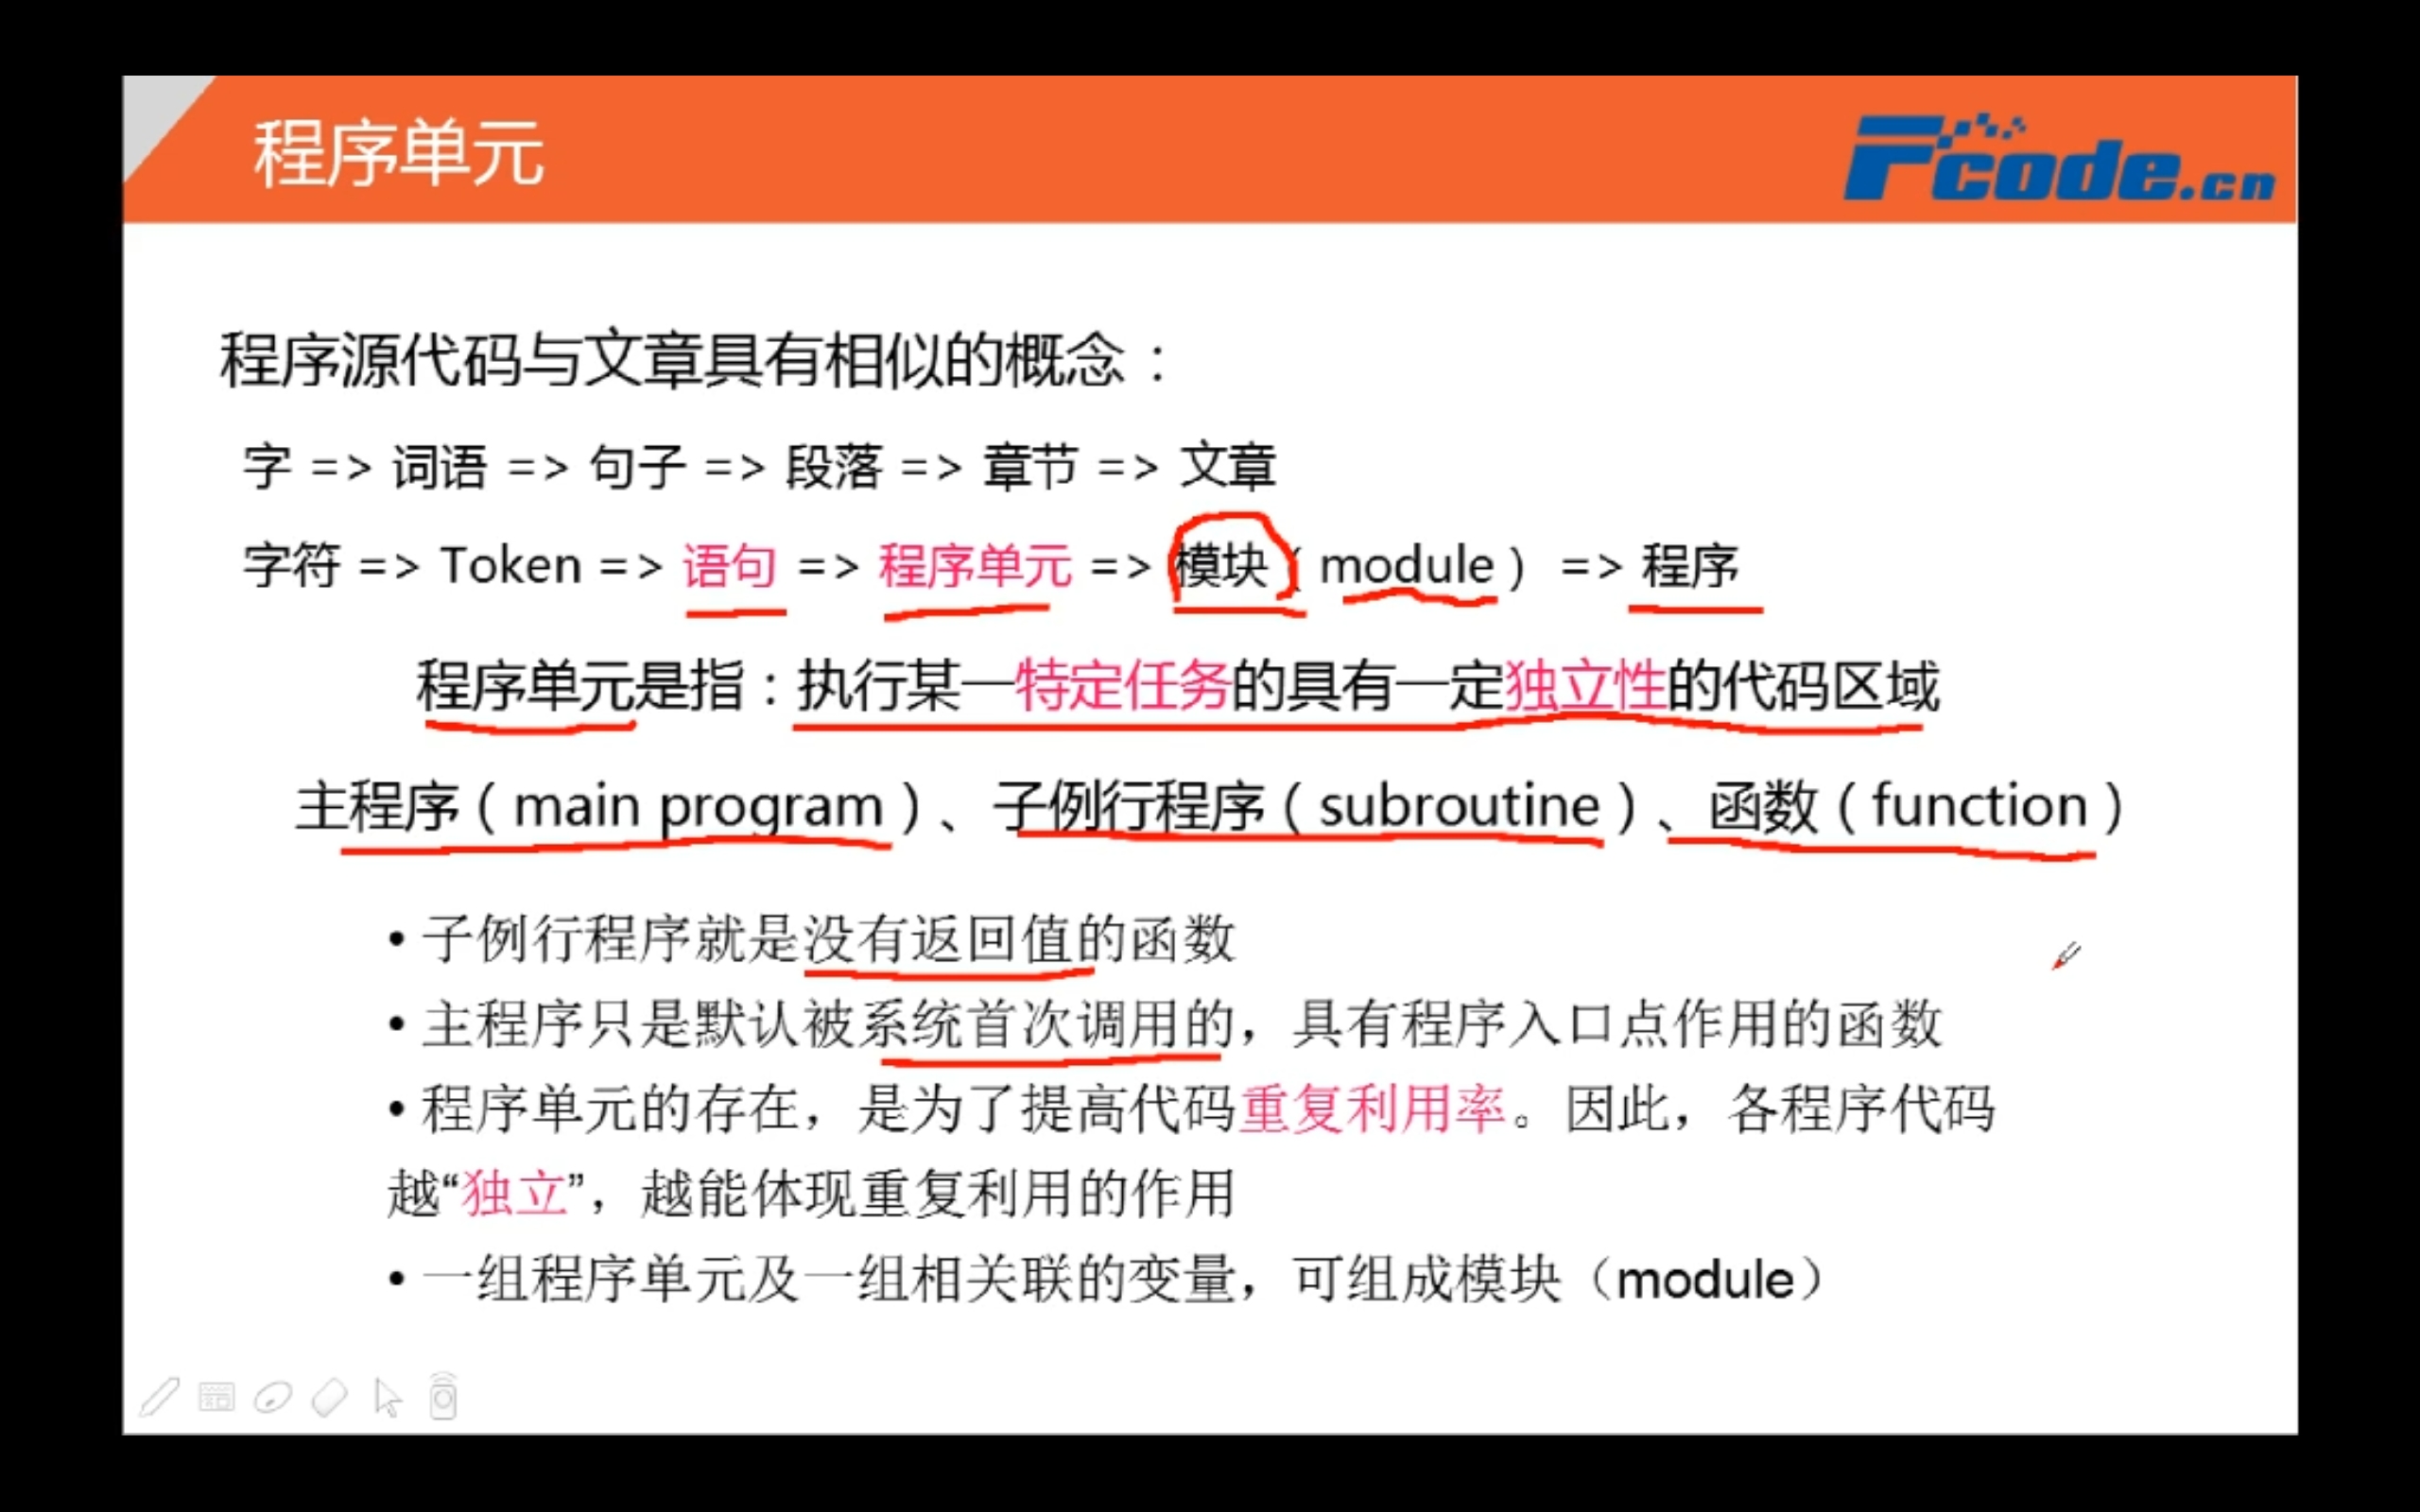 程序单元
Fcode.cn
程序源代码与文章具有相似的概念：
字 => 词语 => 句子 => 段落 => 章节 => 文章
字符 => Token => 语句 => 程序单元 => 模块（module） => 程序
程序单元是指：执行某一特定任务的具有一定独立性的代码区域
主程序（main program）、子例行程序（subroutine）、函数（function）
• 子例行程序就是没有返回值的函数
• 主程序只是默认被系统首次调用的，具有程序入口点作用的函数
• 程序单元的存在，是为了提高代码重复利用率。因此，各程序代码
越“独立”，越能体现重复利用的作用
• 一组程序单元及一组相关联的变量，可组成模块（module）